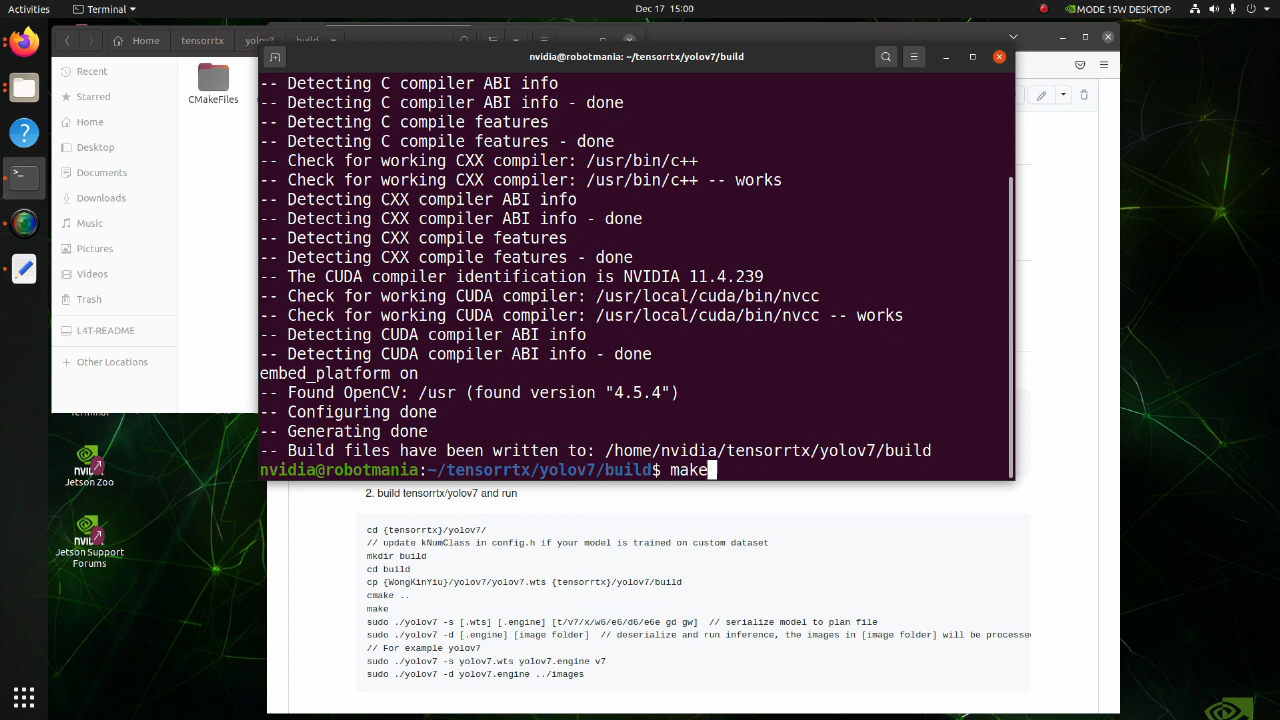 Activities
Terminal
Dec 17 15:00
MODE 15W DESKTOP
Home
tensorrtx
Recent
Starred
Home
Desktop
Documents
Downloads
Music
Pictures
Videos
Trash
L4T-README
Other Locations
CMakeFiles
nvidia@robotmania: ~/tensorrtx/yolov7/build
-- Detecting C compiler ABI info
-- Detecting C compiler ABI info - done
-- Detecting C compile features
-- Detecting C compile features - done
-- Check for working CXX compiler: /usr/bin/c++
-- Check for working CXX compiler: /usr/bin/c++ -- works
-- Detecting CXX compiler ABI info
-- Detecting CXX compiler ABI info - done
-- Detecting CXX compile features
-- Detecting CXX compile features - done
-- The CUDA compiler identification is NVIDIA 11.4.239
-- Check for working CUDA compiler: /usr/local/cuda/bin/nvcc
-- Check for working CUDA compiler: /usr/local/cuda/bin/nvcc -- works
-- Detecting CUDA compiler ABI info
-- Detecting CUDA compiler ABI info - done
embed_platform on
-- Found OpenCV: /usr (found version "4.5.4")
-- Configuring done
-- Generating done
-- Build files have been written to: /home/nvidia/tensorrtx/yolov7/build
nvidia@robotmania:~/tensorrtx/yolov7/build$ make
Jetson Zoo
Jetson Support
Forums
2. build tensorrtx/yolov7 and run
cd {tensorrtx}/yolov7/
// update kNumClass in config.h if your model is trained on custom dataset
mkdir build
cd build
cp {WongKinYiu}/yolov7/yolov7.wts {tensorrtx}/yolov7/build
cmake ..
make
sudo ./yolov7 -s [.wts] [.engine] [t/v7/x/w6/e6/d6/e6e gd gw]  // serialize model to plan file
sudo ./yolov7 -d [.engine] [image folder]  // deserialize and run inference, the images in [image folder] will be processed
// For example yolov7
sudo ./yolov7 -s yolov7.wts yolov7.engine v7
sudo ./yolov7 -d yolov7.engine ../images